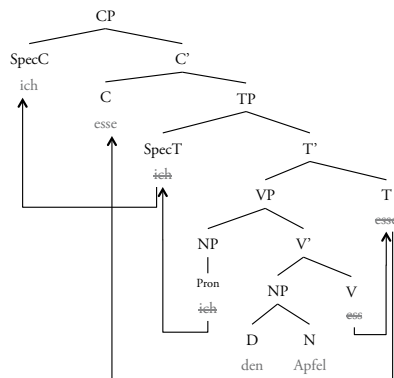 CP
SpecC C'
ich
C TP
esse
SpecT T'
ich
VP T
esse
NP V'
Pron
NP V
ich ess
D N
den Apfel